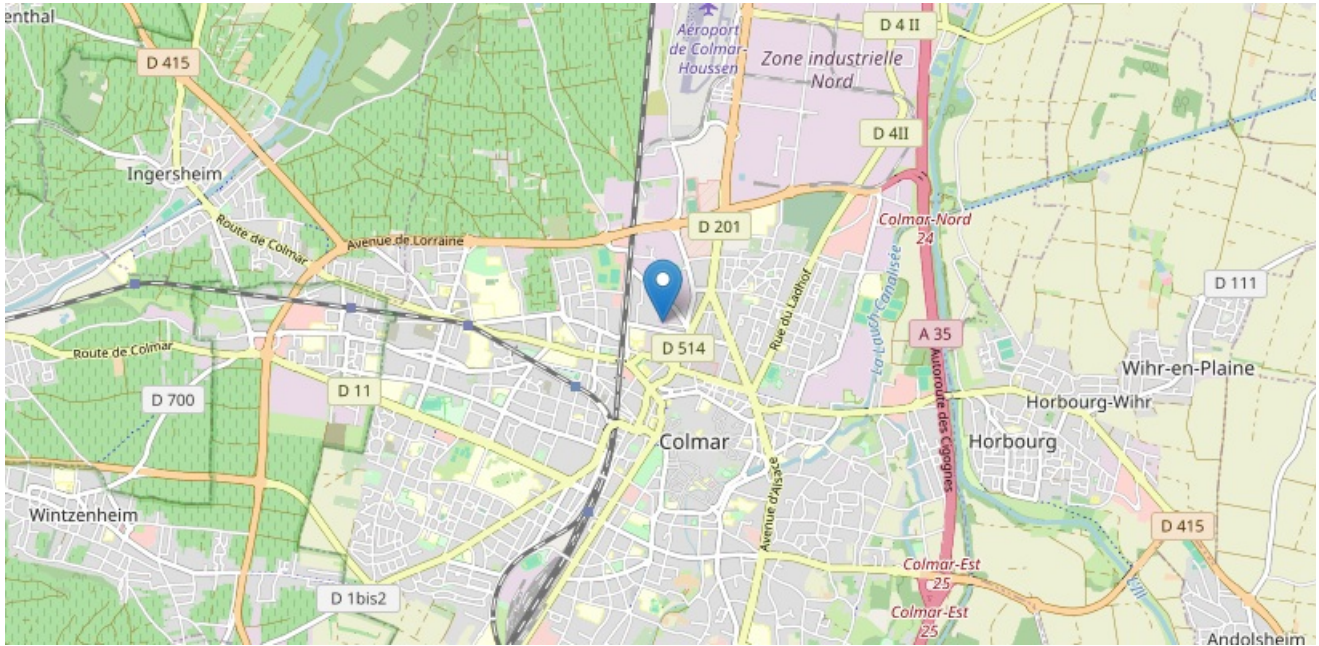 enthal
D 415
Aéroport
de Colmar-
Houssen
Zone industrielle
Nord
D 4 II
D 4II
Ingersheim
Route de Colmar
Avenue de Lorraine
D 201
Colmar-Nord
24
Rue du Ladhof
La Lauch Canalisée
D 111
Route de Colmar
D 514
A 35
Autoroute des Cigognes
Wihr-en-Plaine
D 700
D 11
Horbourg-Wihr
Colmar
Horbourg
Avenue d'Alsace
Wintzenheim
D 415
Colmar-Est
25
D 1bis2
Colmar-Est
25
Ill
Andolsheim